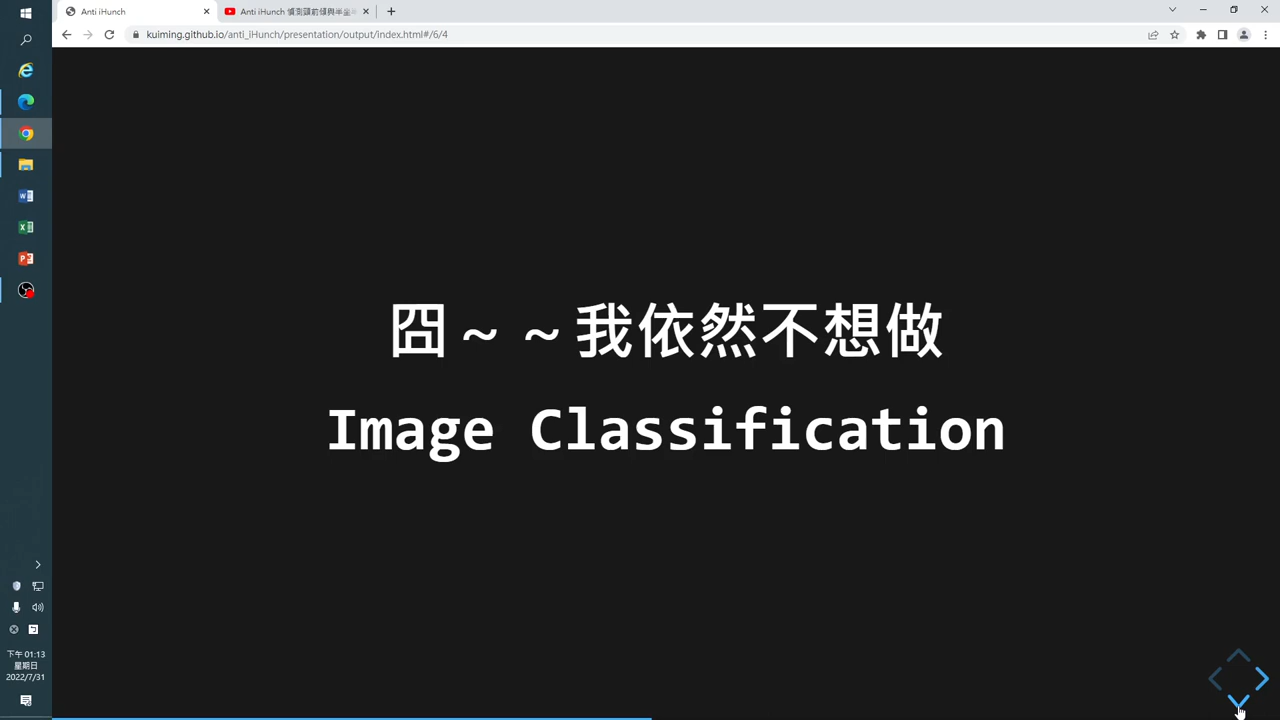 Anti iHunch
Anti iHunch 偵測頭前傾與半坐
kuiming.github.io/anti_iHunch/presentation/output/index.html#/6/4
囧~ ~我依然不想做
Image Classification
下午 01:13
星期日
2022/7/31